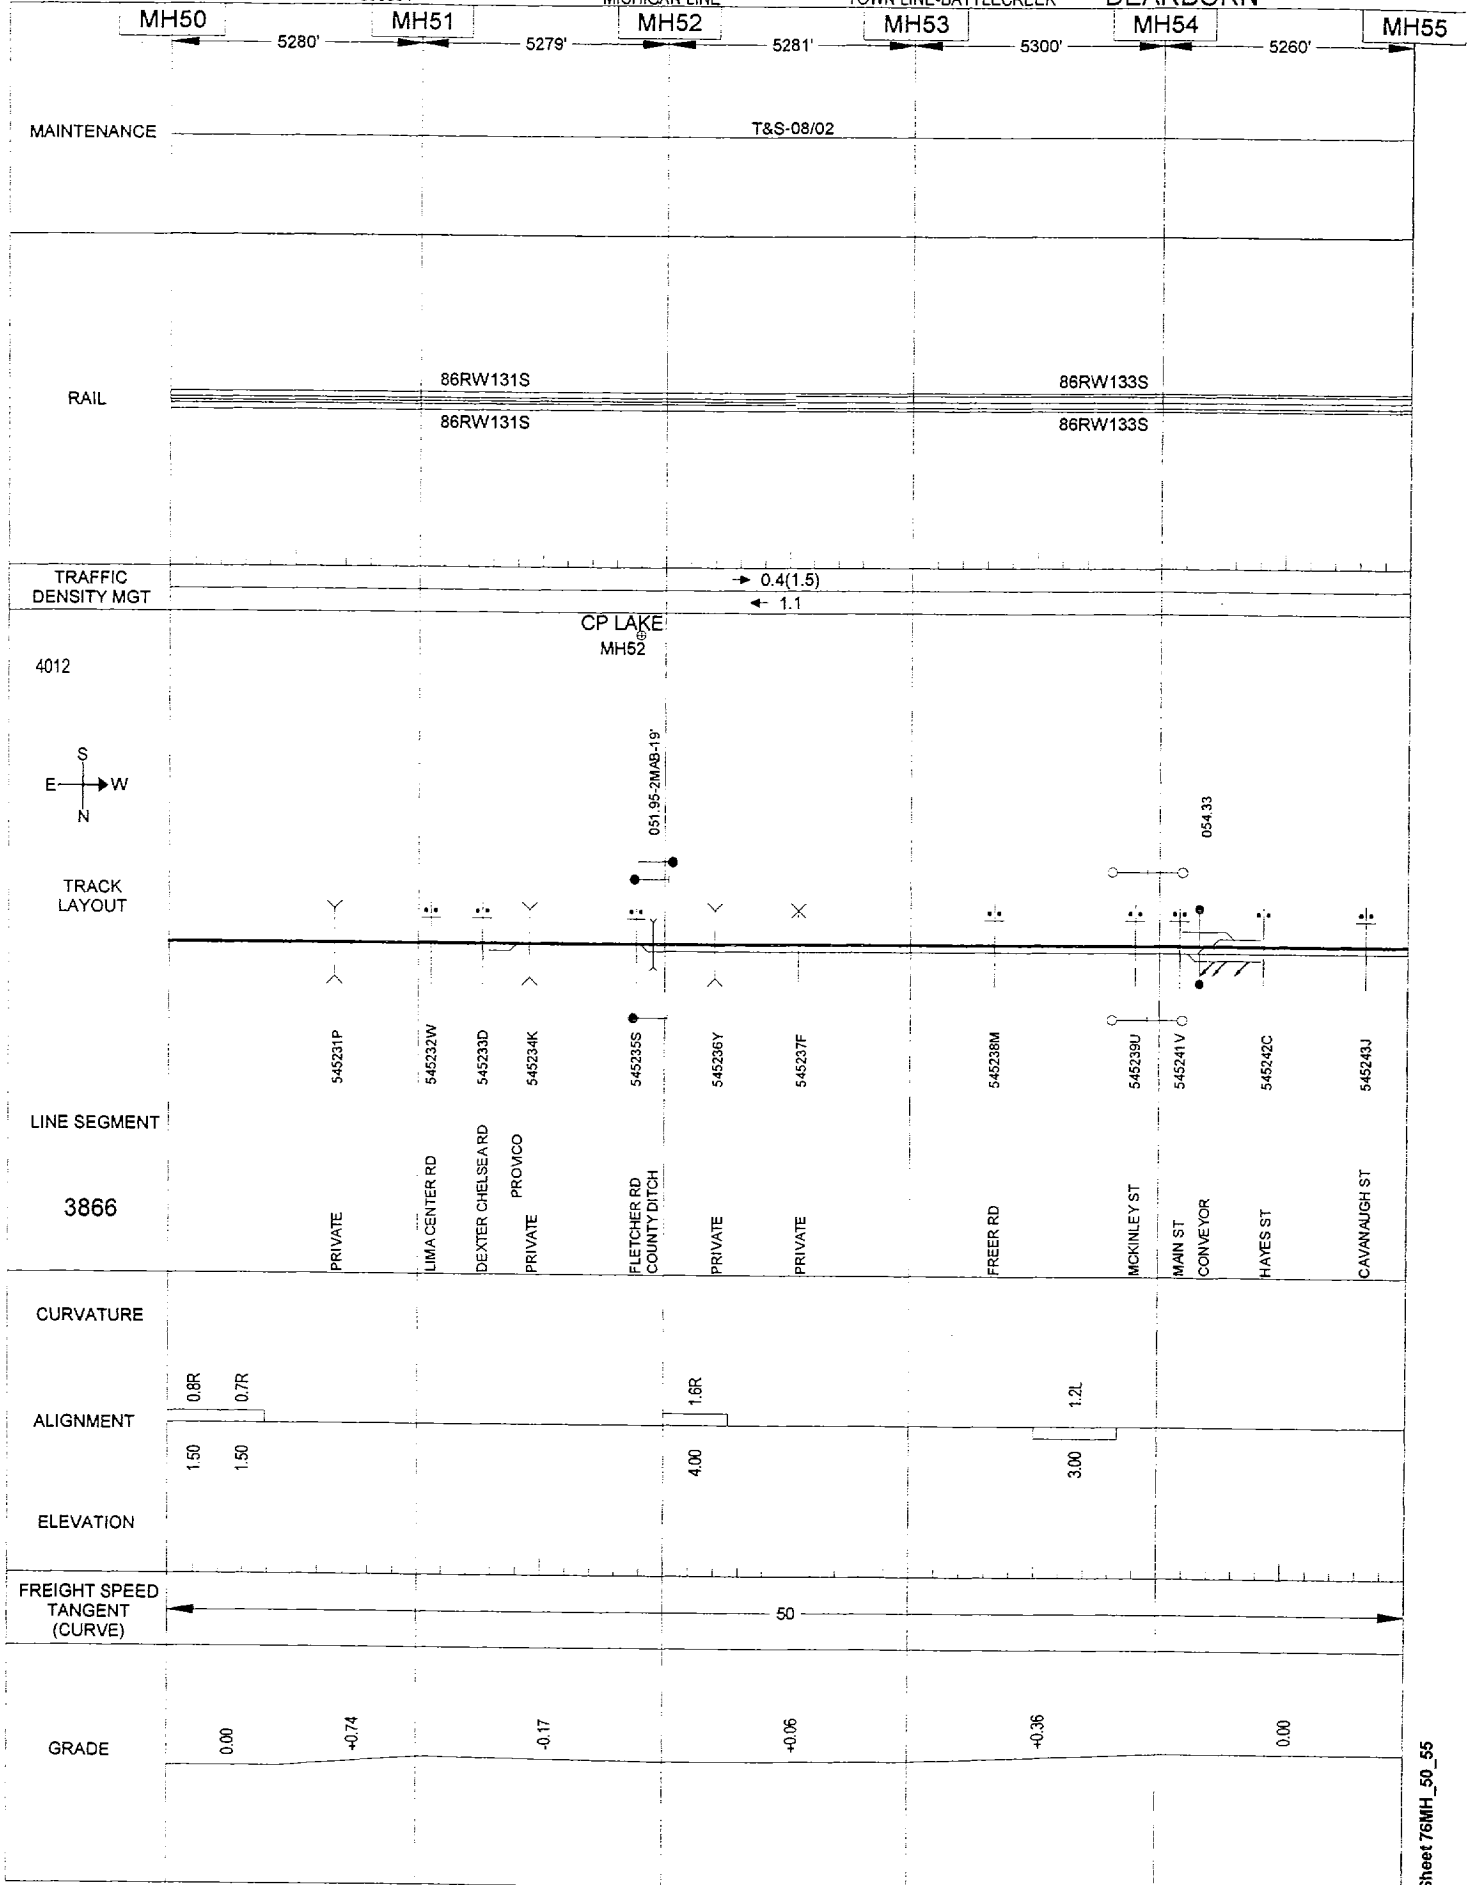 MICHIGAN LINE
TOWN LINE-BATTLECREEK
DEARBORN
MH50
MH51
MH52
MH53
MH54
MH55
5280'
5279'
5281'
5300'
5260'
MAINTENANCE
T&S-08/02
RAIL
86RW131S
86RW133S
86RW131S
86RW133S
TRAFFIC
DENSITY MGT
0.4(1.5)
1.1
CP LAKE
MH52
4012
S
E
W
N
051.95-2MAB-19'
054.33
TRACK
LAYOUT
545231P
545232W
545233D
545234K
545235S
545236Y
545237F
545238M
545239U
545241V
545242C
545243J
LINE SEGMENT
3866
PRIVATE
LIMA CENTER RD
DEXTER CHELSEA RD
PROVICO
PRIVATE
FLETCHER RD
COUNTY DITCH
PRIVATE
PRIVATE
FREER RD
MCKINLEY ST
MAIN ST
CONVEYOR
HAYES ST
CAVANAUGH ST
CURVATURE
0.8R
0.7R
1.6R
1.2L
ALIGNMENT
1.50
1.50
4.00
3.00
ELEVATION
FREIGHT SPEED
TANGENT
(CURVE)
50
GRADE
0.00
+0.74
-0.17
+0.06
+0.36
0.00
Sheet 76MH_50_55